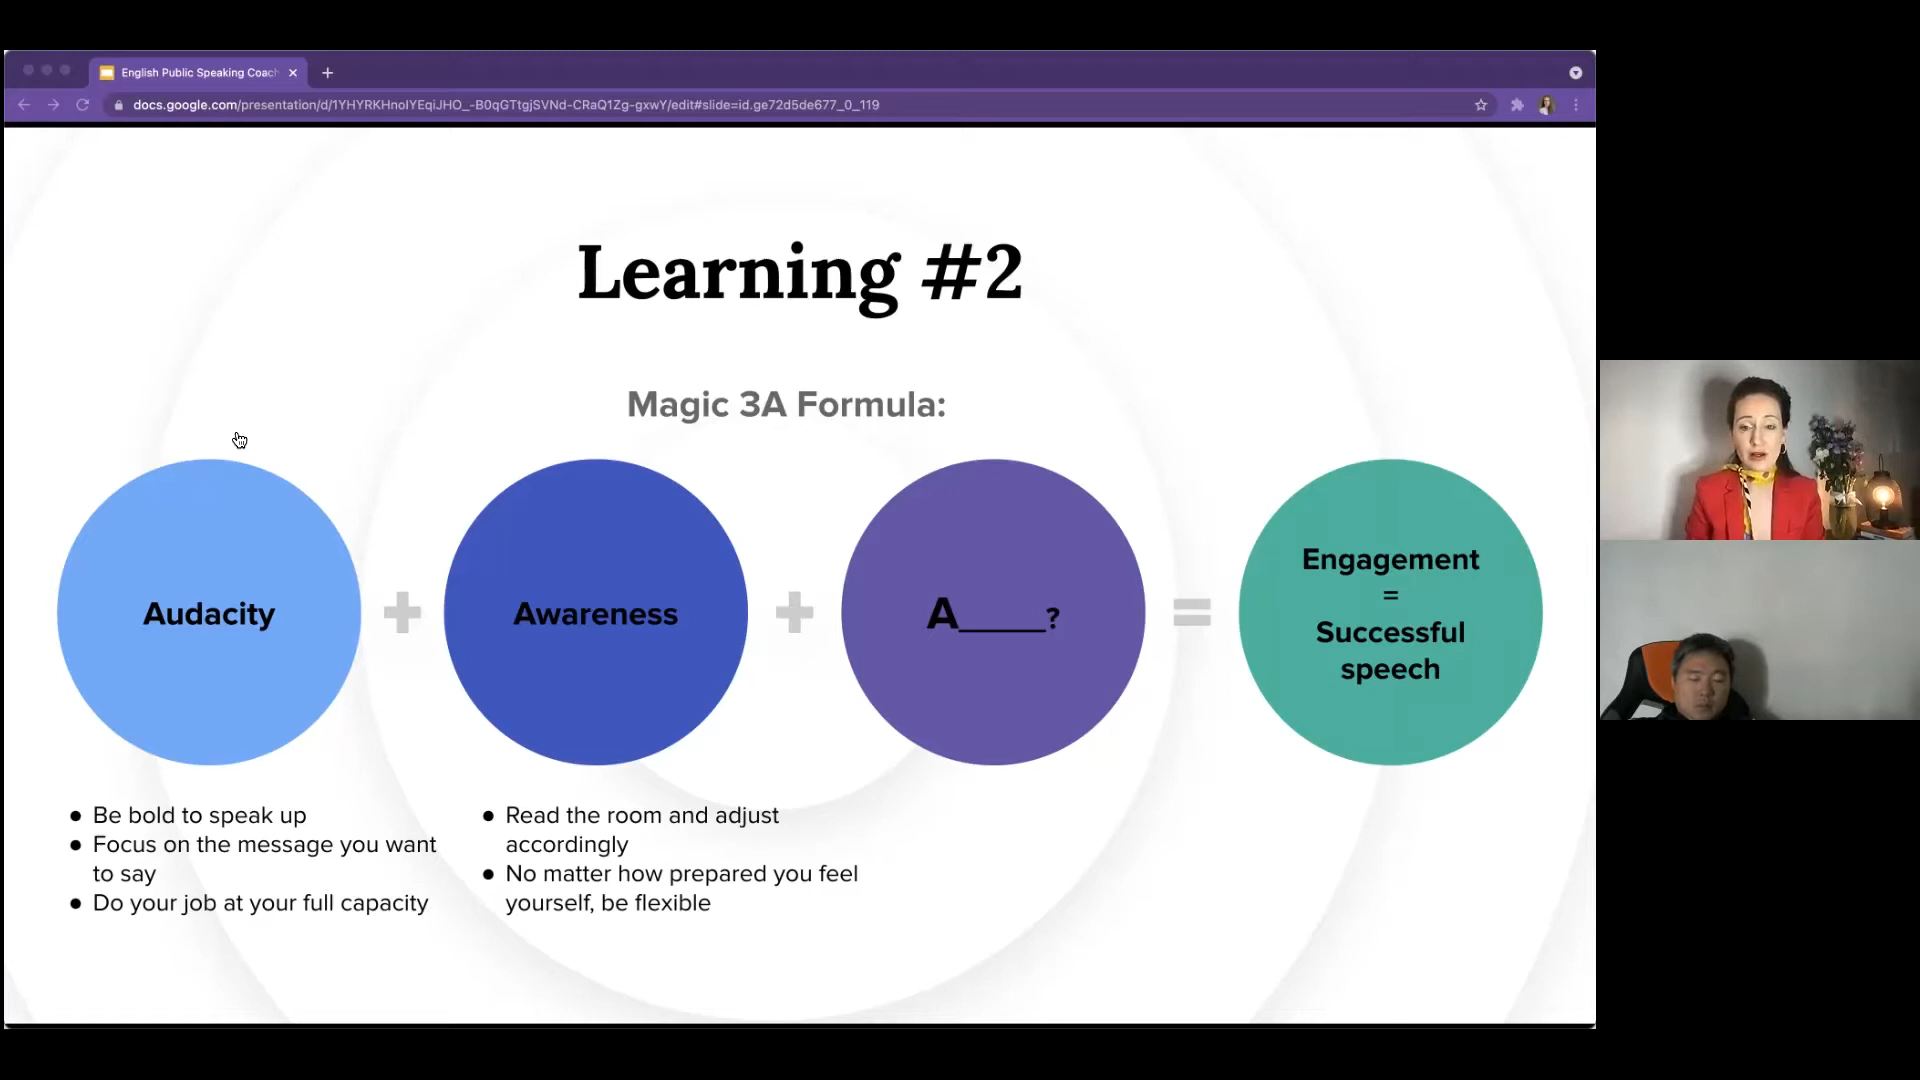 English Public Speaking Coach
docs.google.com/presentation/d/1YHYRKHnoIYEqiJHO_-B0qGTtgjSVNd-CRaQ1Zg-gxwY/edit#slide=id.ge72d5de677_0_119
Learning #2
Magic 3A Formula:
Audacity
Awareness
A_____?
Engagement
=
Successful
speech
● Be bold to speak up
● Focus on the message you want
to say
● Do your job at your full capacity
● Read the room and adjust
accordingly
● No matter how prepared you feel
yourself, be flexible